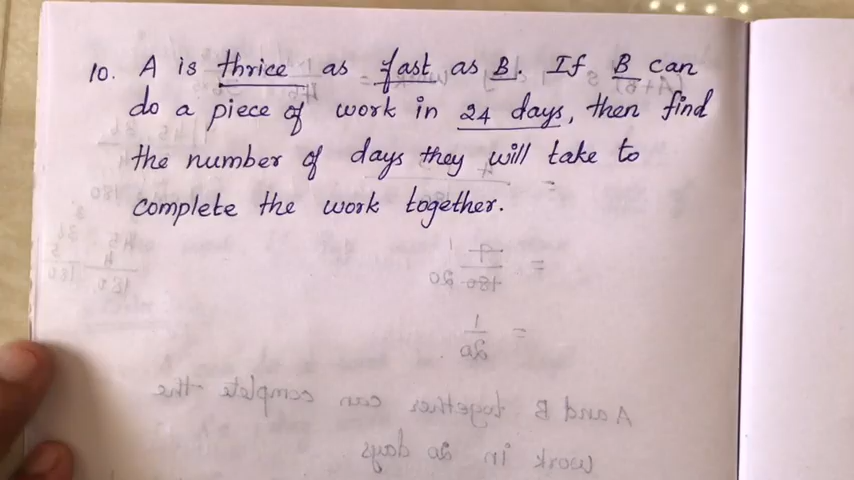 10. A is thrice as fast as B. If B can
do a piece of work in 24 days, then find
the number of days they will take to
complete the work together.